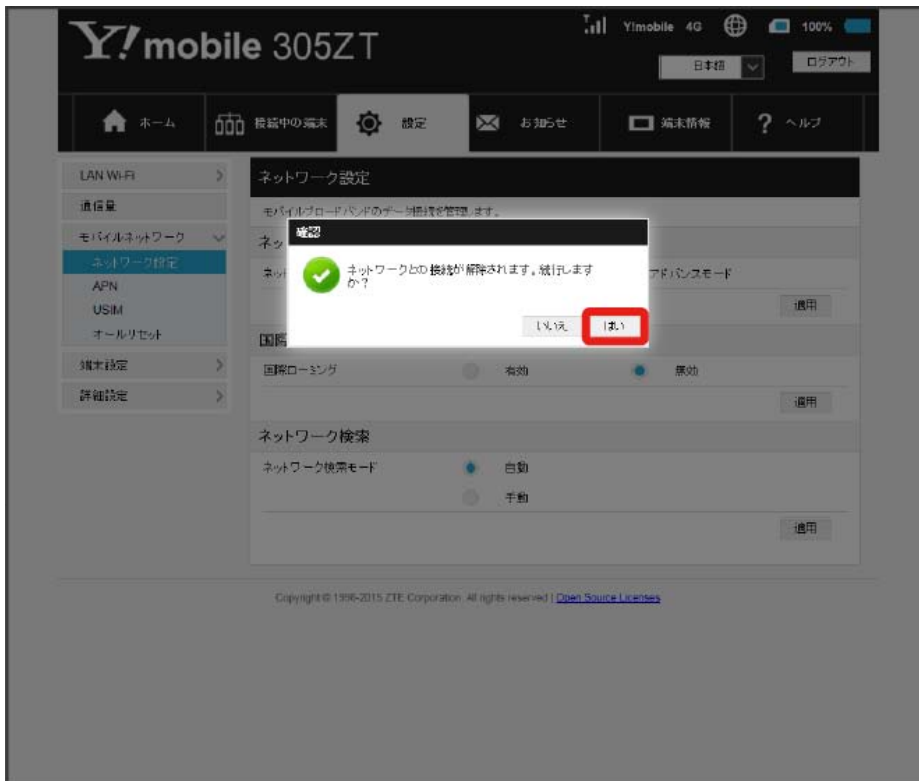 Y! mobile 305ZT
Y!mobile 4G
100%
日本語
ログアウト
ホーム
接続中の端末
設定
お知らせ
端末情報
? ヘルプ
LAN Wi-Fi
通信量
モバイルネットワーク
ネットワーク設定
APN
USIM
オールリセット
端末設定
詳細設定
ネットワーク設定
モバイルブロードバンドのデータ接続を管理します。
ネッ
アドバンスモード
適用
確認
ネットワークとの接続が解除されます。続行します
か?
いいえ
はい
国際
国際ローミング
有効
無効
適用
ネットワーク検索
ネットワーク検索モード
自動
手動
適用
Copyright © 1996-2015 ZTE Corporation. All rights reserved | Open Source Licenses